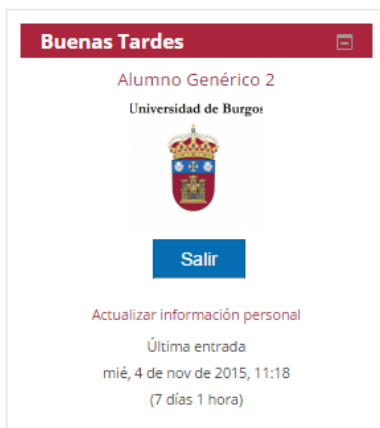 Buenas Tardes
Alumno Genérico 2
Universidad de Burgos
Salir
Actualizar información personal
Última entrada
mié, 4 de nov de 2015, 11:18
(7 días 1 hora)